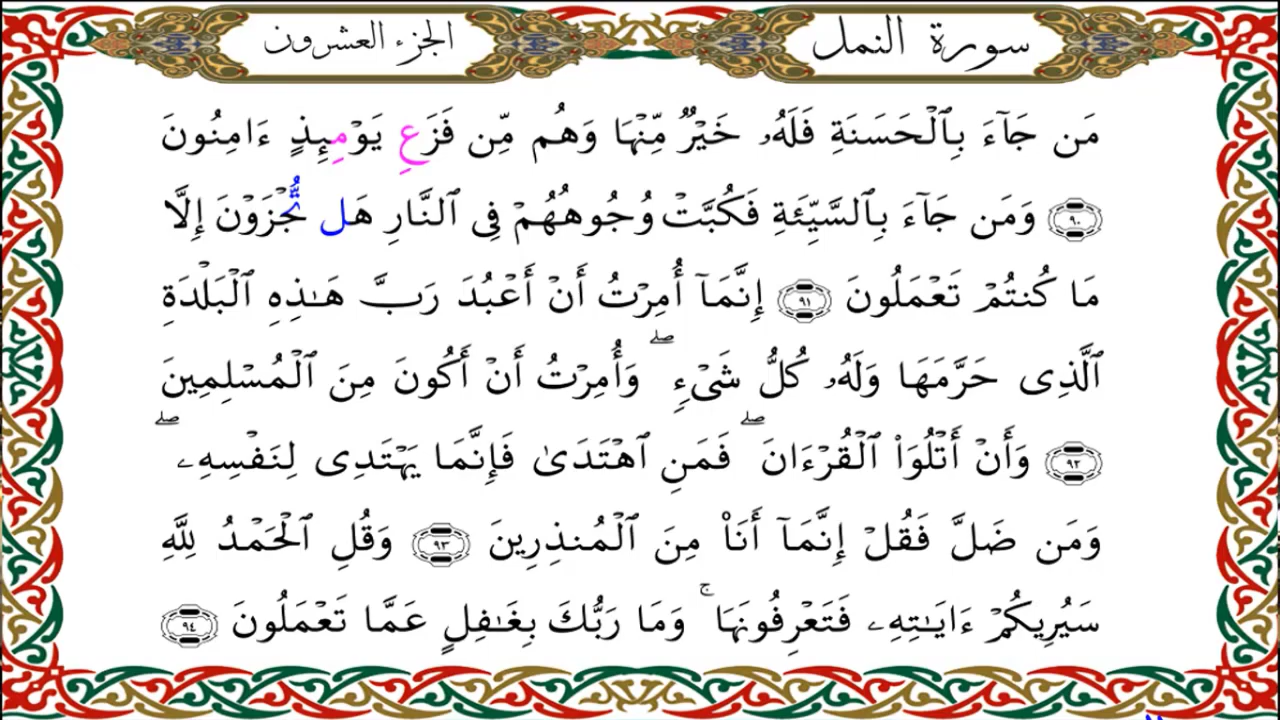 سورة النمل
الجزء العشرون
مَن جَآءَ بِٱلْحَسَنَةِ فَلَهُۥ خَيْرٌ مِّنْهَا وَهُم مِّن فَزَعِ يَوْمِئِذٍ ءَامِنُونَ
٩٠ وَمَن جَآءَ بِٱلسَّيِّئَةِ فَكُبَّتْ وُجُوهُهُمْ فِى ٱلنَّارِ هَل تُّجْزَوْنَ إِلَّا
مَا كُنتُمْ تَعْمَلُونَ ٩١ إِنَّمَآ أُمِرْتُ أَنْ أَعْبُدَ رَبَّ هَـٰذِهِ ٱلْبَلْدَةِ
ٱلَّذِى حَرَّمَهَا وَلَهُۥ كُلُّ شَىْءٍ ۖ وَأُمِرْتُ أَنْ أَكُونَ مِنَ ٱلْمُسْلِمِينَ
٩٢ وَأَنْ أَتْلُوَا۟ ٱلْقُرْءَانَ ۖ فَمَنِ ٱهْتَدَىٰ فَإِنَّمَا يَهْتَدِى لِنَفْسِهِۦ ۖ
وَمَن ضَلَّ فَقُلْ إِنَّمَآ أَنَا۠ مِنَ ٱلْمُنذِرِينَ ٩٣ وَقُلِ ٱلْحَمْدُ لِلَّهِ
سَيُرِيكُمْ ءَايَـٰتِهِۦ فَتَعْرِفُونَهَا ۚ وَمَا رَبُّكَ بِغَـٰفِلٍ عَمَّا تَعْمَلُونَ ٩٤